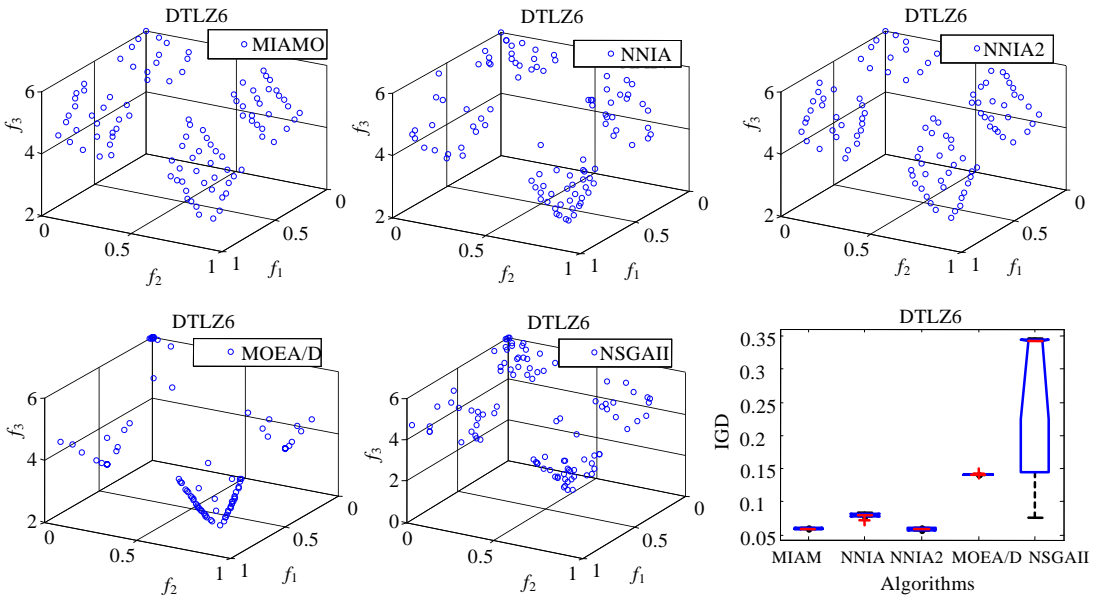 DTLZ6
MIAMO
6
4
2
f3
0
0.5
1
f2
1
0.5
0
f1
DTLZ6
NNIA
6
4
2
f3
0
0.5
1
f2
1
0.5
0
f1
DTLZ6
NNIA2
6
4
2
f3
0
0.5
1
f2
1
0.5
0
f1
DTLZ6
MOEA/D
6
4
2
f3
0
0.5
1
f2
1
0.5
0
f1
DTLZ6
NSGAII
6
4
2
0
f3
0
0.5
1
f2
1
0.5
0
f1
DTLZ6
0.35
0.3
0.25
0.2
0.15
0.1
0.05
IGD
MIAM NNIA NNIA2 MOEA/D NSGAII
Algorithms